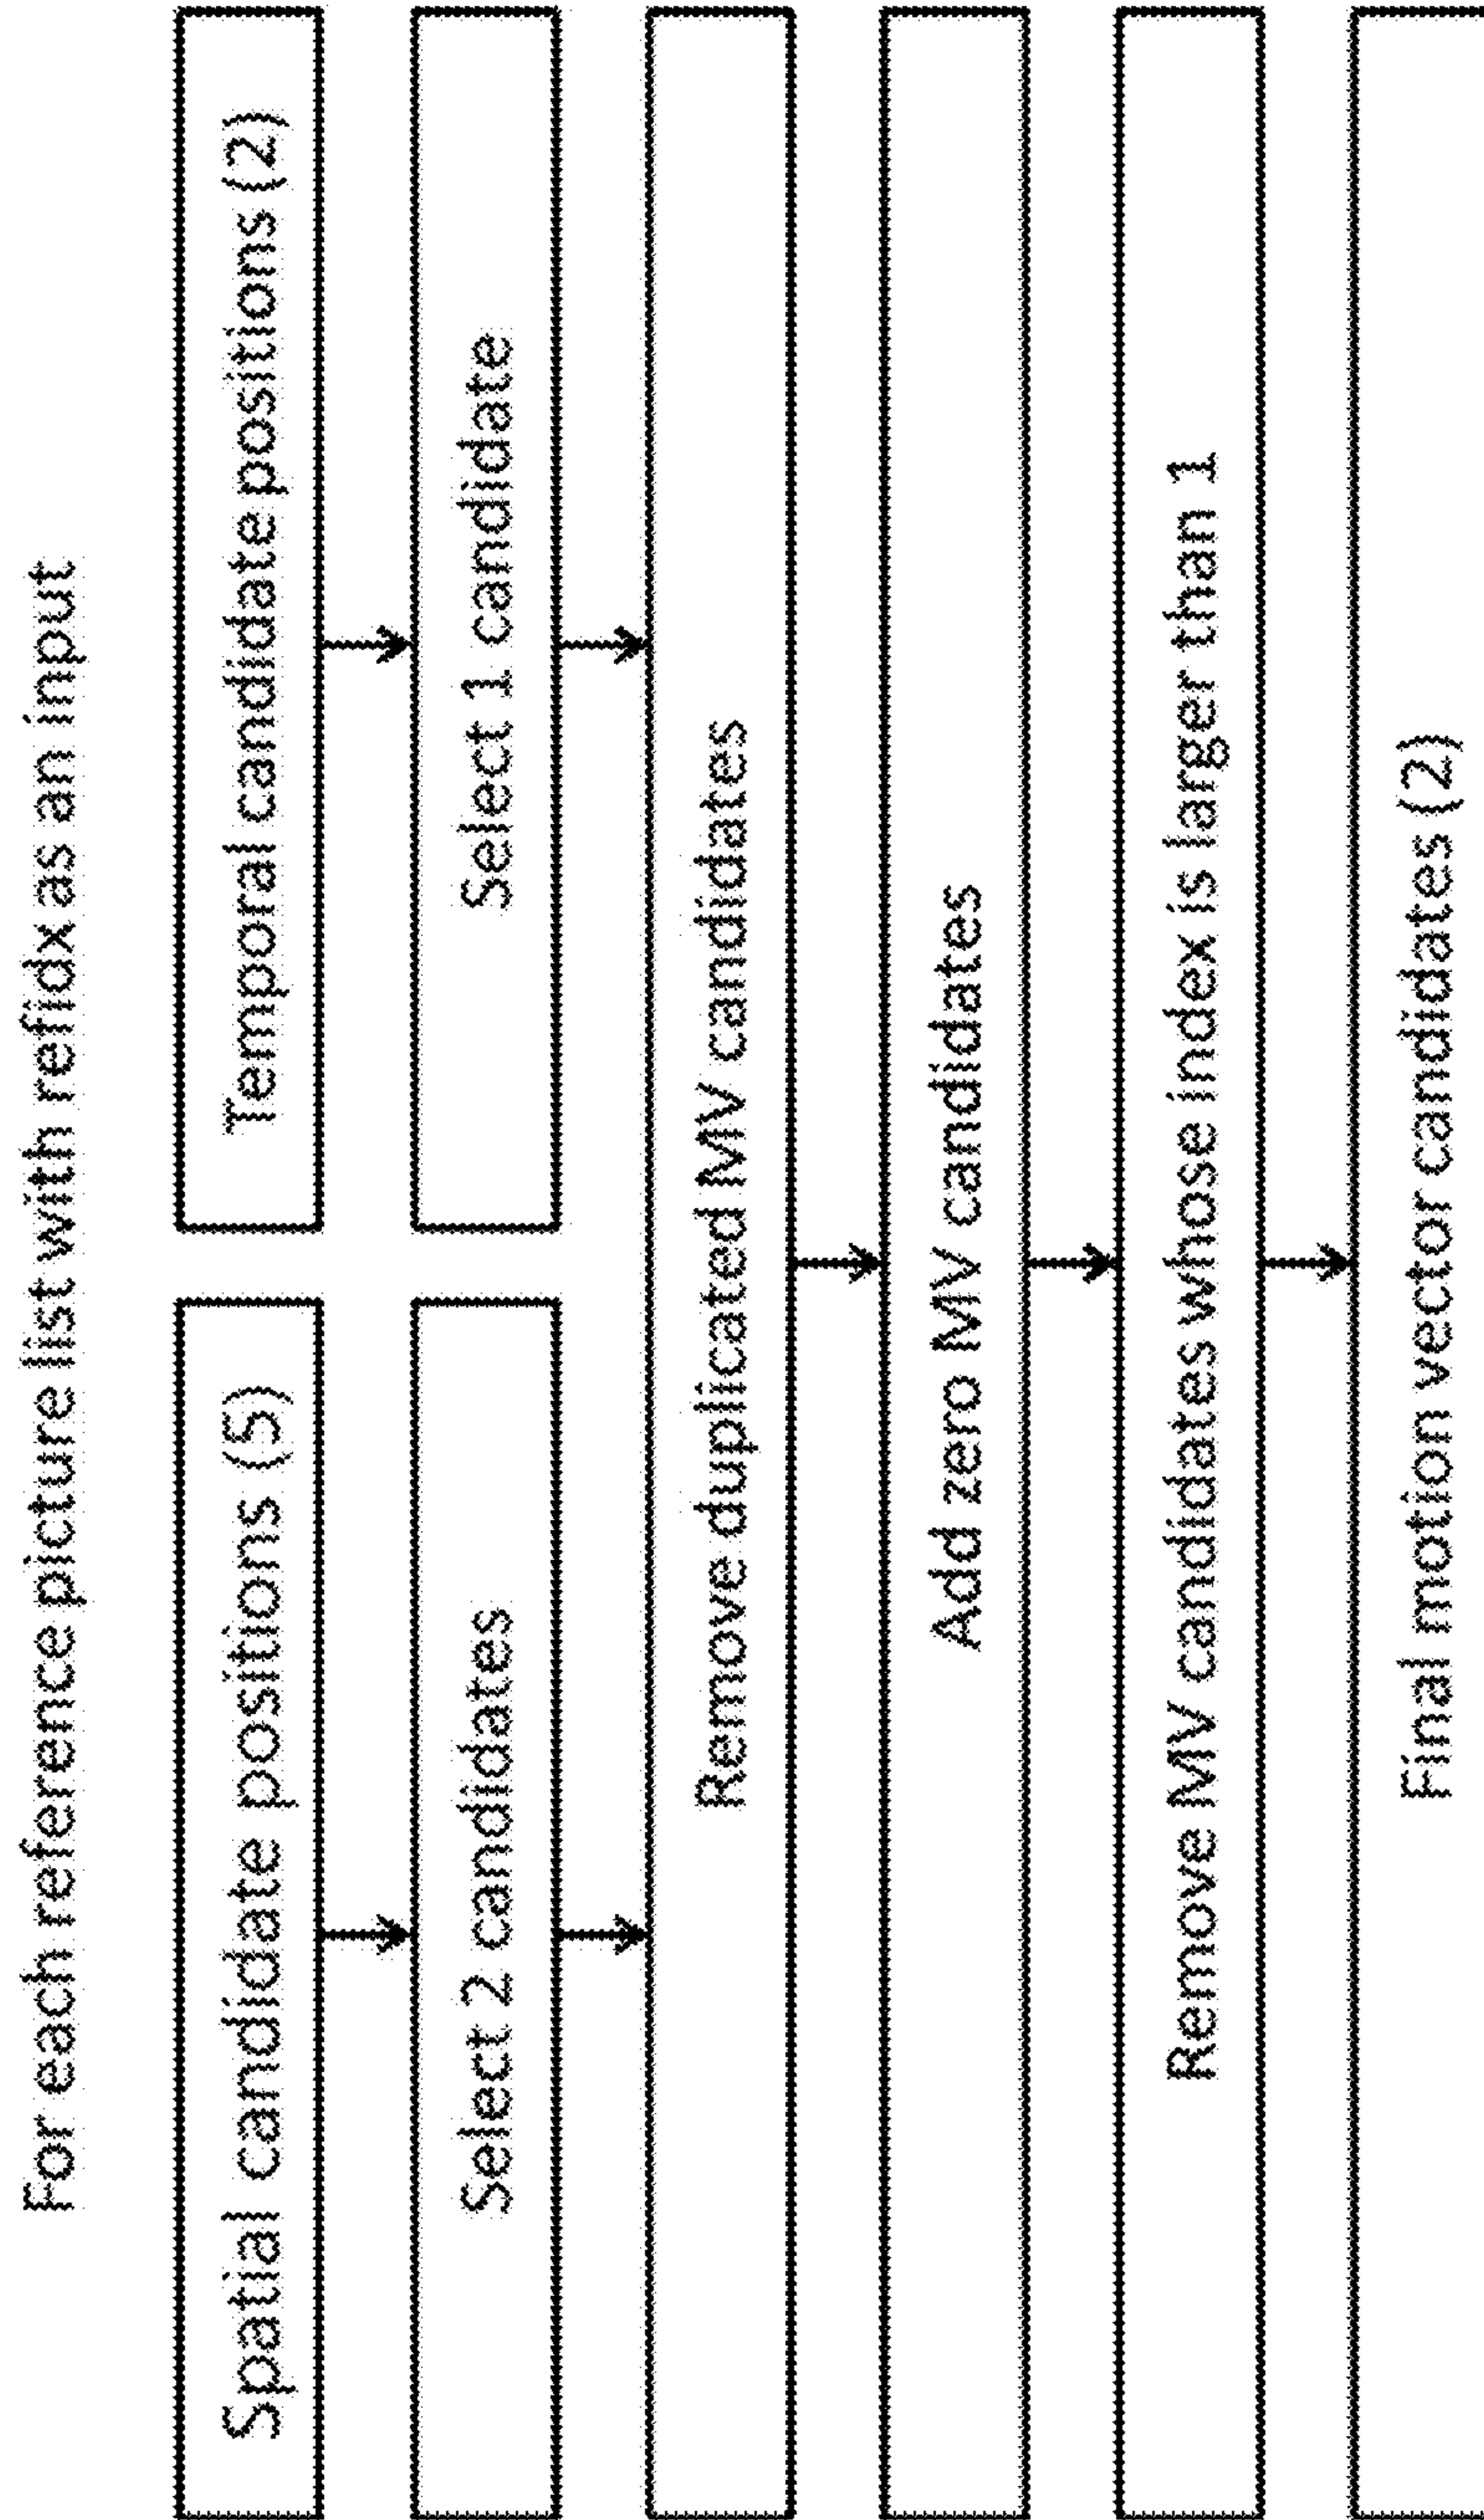 For each reference picture list with refidx as an input
Spatial candidate positions (5)
Temporal candidate positions (2)
Select 2 candidates
Select 1 candidate
Remove duplicated MV candidates
Add zero MV candidates
Remove MV candidates whose index is larger than 1
Final motion vector candidates (2)